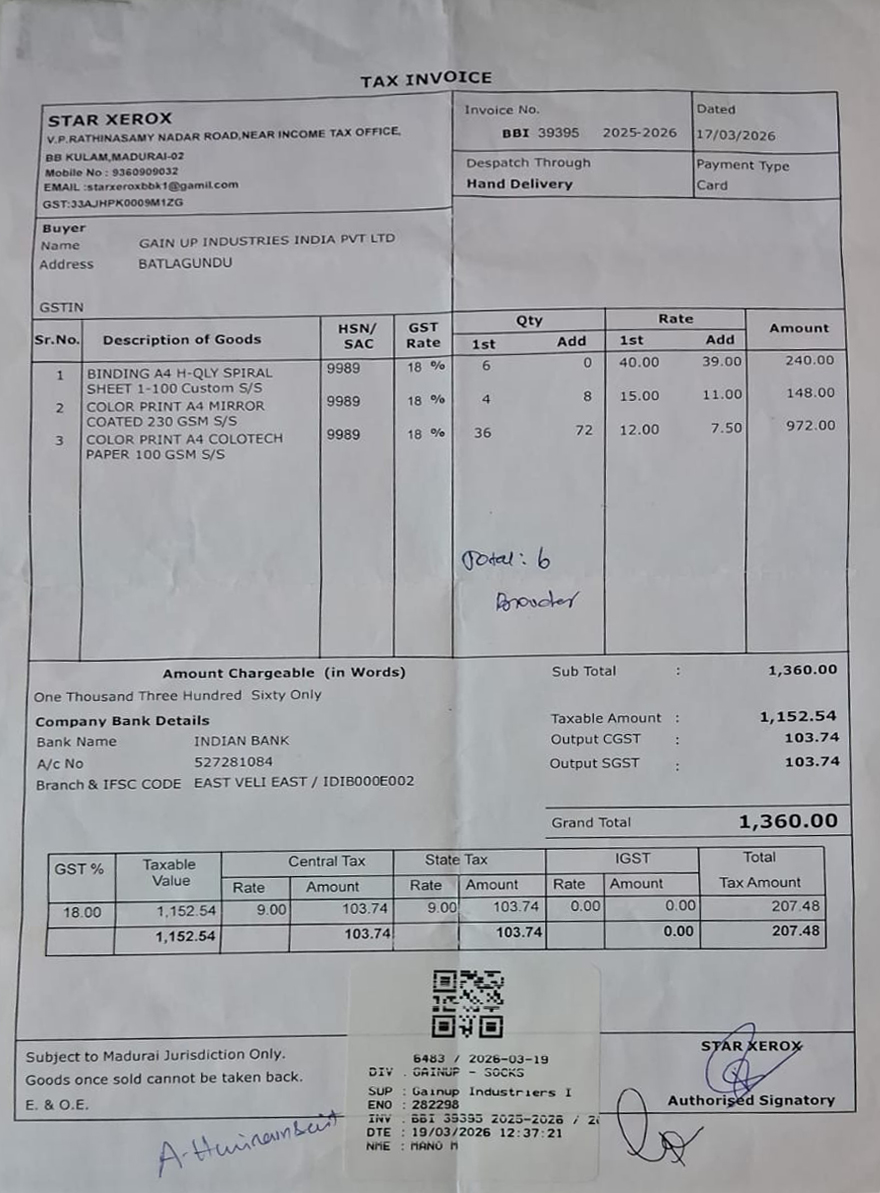 TAX INVOICE
STAR XEROX
V.P.RATHINASAMY NADAR ROAD,NEAR INCOME TAX OFFICE,
BB KULAM,MADURAI-02
Mobile No : 9360909032
EMAIL :starxeroxbbk1@gamil.com
GST:33AJHPK0009M1ZG
Invoice No.
BBI 39395 2025-2026
Dated
17/03/2026
Despatch Through
Hand Delivery
Payment Type
Card
Buyer
Name GAIN UP INDUSTRIES INDIA PVT LTD
Address BATLAGUNDU
GSTIN
Sr.No. Description of Goods HSN/ SAC GST Rate Qty 1st Add Rate 1st Add Amount
1 BINDING A4 H-QLY SPIRAL 9989 18 % 6 0 40.00 39.00 240.00
SHEET 1-100 Custom S/S
2 COLOR PRINT A4 MIRROR 9989 18 % 4 8 15.00 11.00 148.00
COATED 230 GSM S/S
3 COLOR PRINT A4 COLOTECH 9989 18 % 36 72 12.00 7.50 972.00
PAPER 100 GSM S/S
Total: 6
Amount Chargeable (in Words)
One Thousand Three Hundred Sixty Only
Sub Total : 1,360.00
Company Bank Details
Bank Name INDIAN BANK
A/c No 527281084
Branch & IFSC CODE EAST VELI EAST / IDIB000E002
Taxable Amount : 1,152.54
Output CGST : 103.74
Output SGST : 103.74
Grand Total 1,360.00
GST % Taxable Value Central Tax State Tax IGST Total Tax Amount
Rate Amount Rate Amount Rate Amount
18.00 1,152.54 9.00 103.74 9.00 103.74 0.00 0.00 207.48
1,152.54 103.74 103.74 0.00 207.48
Subject to Madurai Jurisdiction Only.
Goods once sold cannot be taken back.
E. & O.E.
6483 / 2026-03-19
DIV . GAINUP - SOCKS
SUP : Gainup Industriers I
ENO : 282298
INV . BBI 39395 2025-2026 / 20
DTE : 19/03/2026 12:37:21
NME : MANO M
STAR XEROX
Authorised Signatory